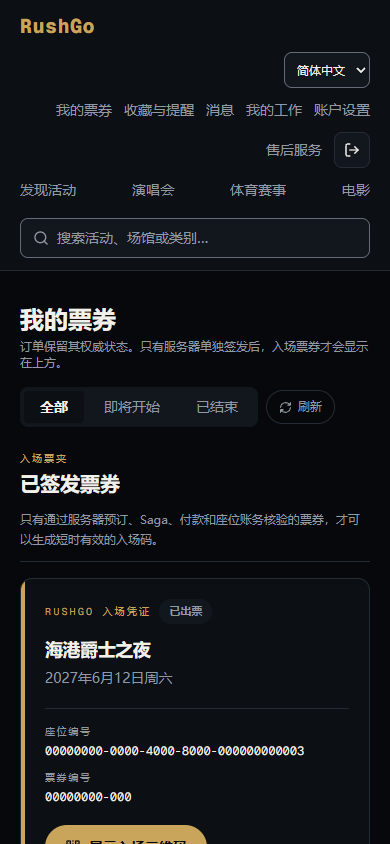 RushGo
简体中文
我的票券 收藏与提醒 消息 我的工作 账户设置
售后服务
发现活动 演唱会 体育赛事 电影
搜索活动、场馆或类别...
我的票券
订单保留其权威状态。只有服务器单独签发后，入场票券才会显示
在上方。
全部 即将开始 已结束 刷新
入场票夹
已签发票券
只有通过服务器预订、Saga、付款和座位账务核验的票券，才可
以生成短时有效的入场码。
RUSHGO 入场凭证 已出票
海港爵士之夜
2027年6月12日周六
座位编号
00000000-0000-4000-8000-000000000003
票券编号
00000000-000